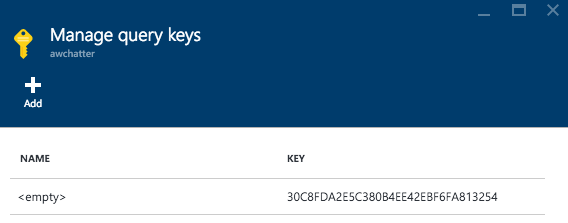 Manage query keys
awchatter
Add
NAME KEY
<empty> 30C8FDA2E5C380B4EE42EBF6FA813254